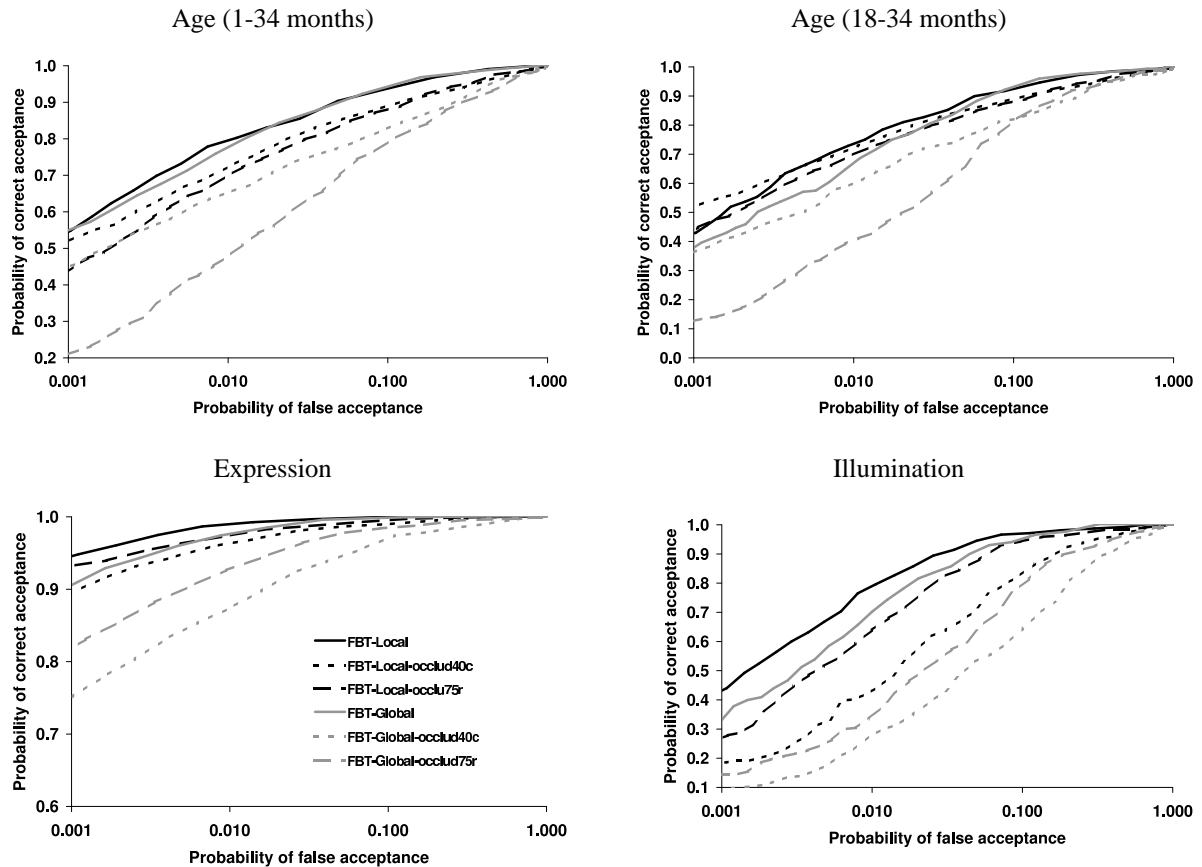 Age (1-34 months)
Probability of correct acceptance
1.0
0.9
0.8
0.7
0.6
0.5
0.4
0.3
0.2
0.001 0.010 0.100 1.000
Probability of false acceptance
Age (18-34 months)
Probability of correct acceptance
1.0
0.9
0.8
0.7
0.6
0.5
0.4
0.3
0.2
0.1
0.0
0.001 0.010 0.100 1.000
Probability of false acceptance
Expression
Probability of correct acceptance
1.0
0.9
0.8
0.7
0.6
FBT-Local
FBT-Local-occlud40c
FBT-Local-occlu75r
FBT-Global
FBT-Global-occlud40c
FBT-Global-occlud75r
0.001 0.010 0.100 1.000
Probability of false acceptance
Illumination
Probability of correct acceptance
1.0
0.9
0.8
0.7
0.6
0.5
0.4
0.3
0.2
0.1
0.001 0.010 0.100 1.000
Probability of false acceptance